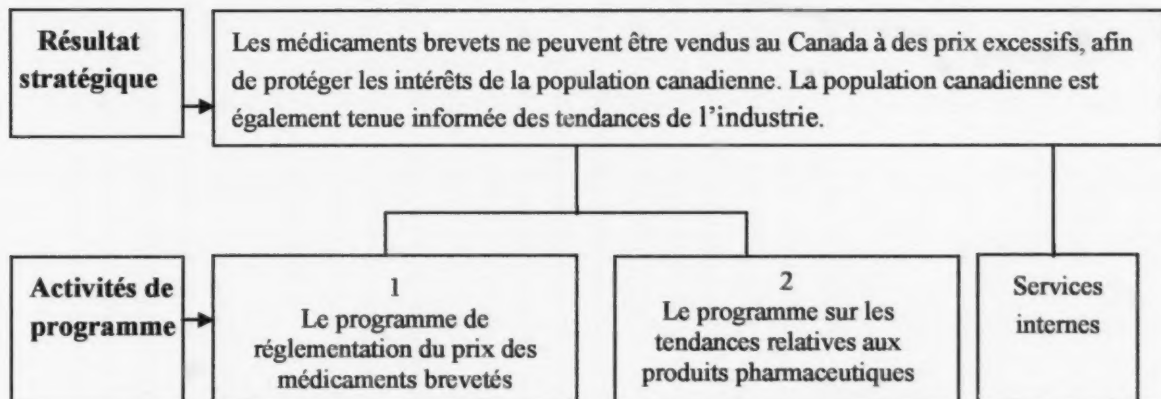 Résultat
stratégique
Les médicaments brevets ne peuvent être vendus au Canada à des prix excessifs, afin
de protéger les intérêts de la population canadienne. La population canadienne est
également tenue informée des tendances de l'industrie.
Activités de
programme
1
Le programme de
réglementation du prix des
médicaments brevetés
2
Le programme sur les
tendances relatives aux
produits pharmaceutiques
Services
internes